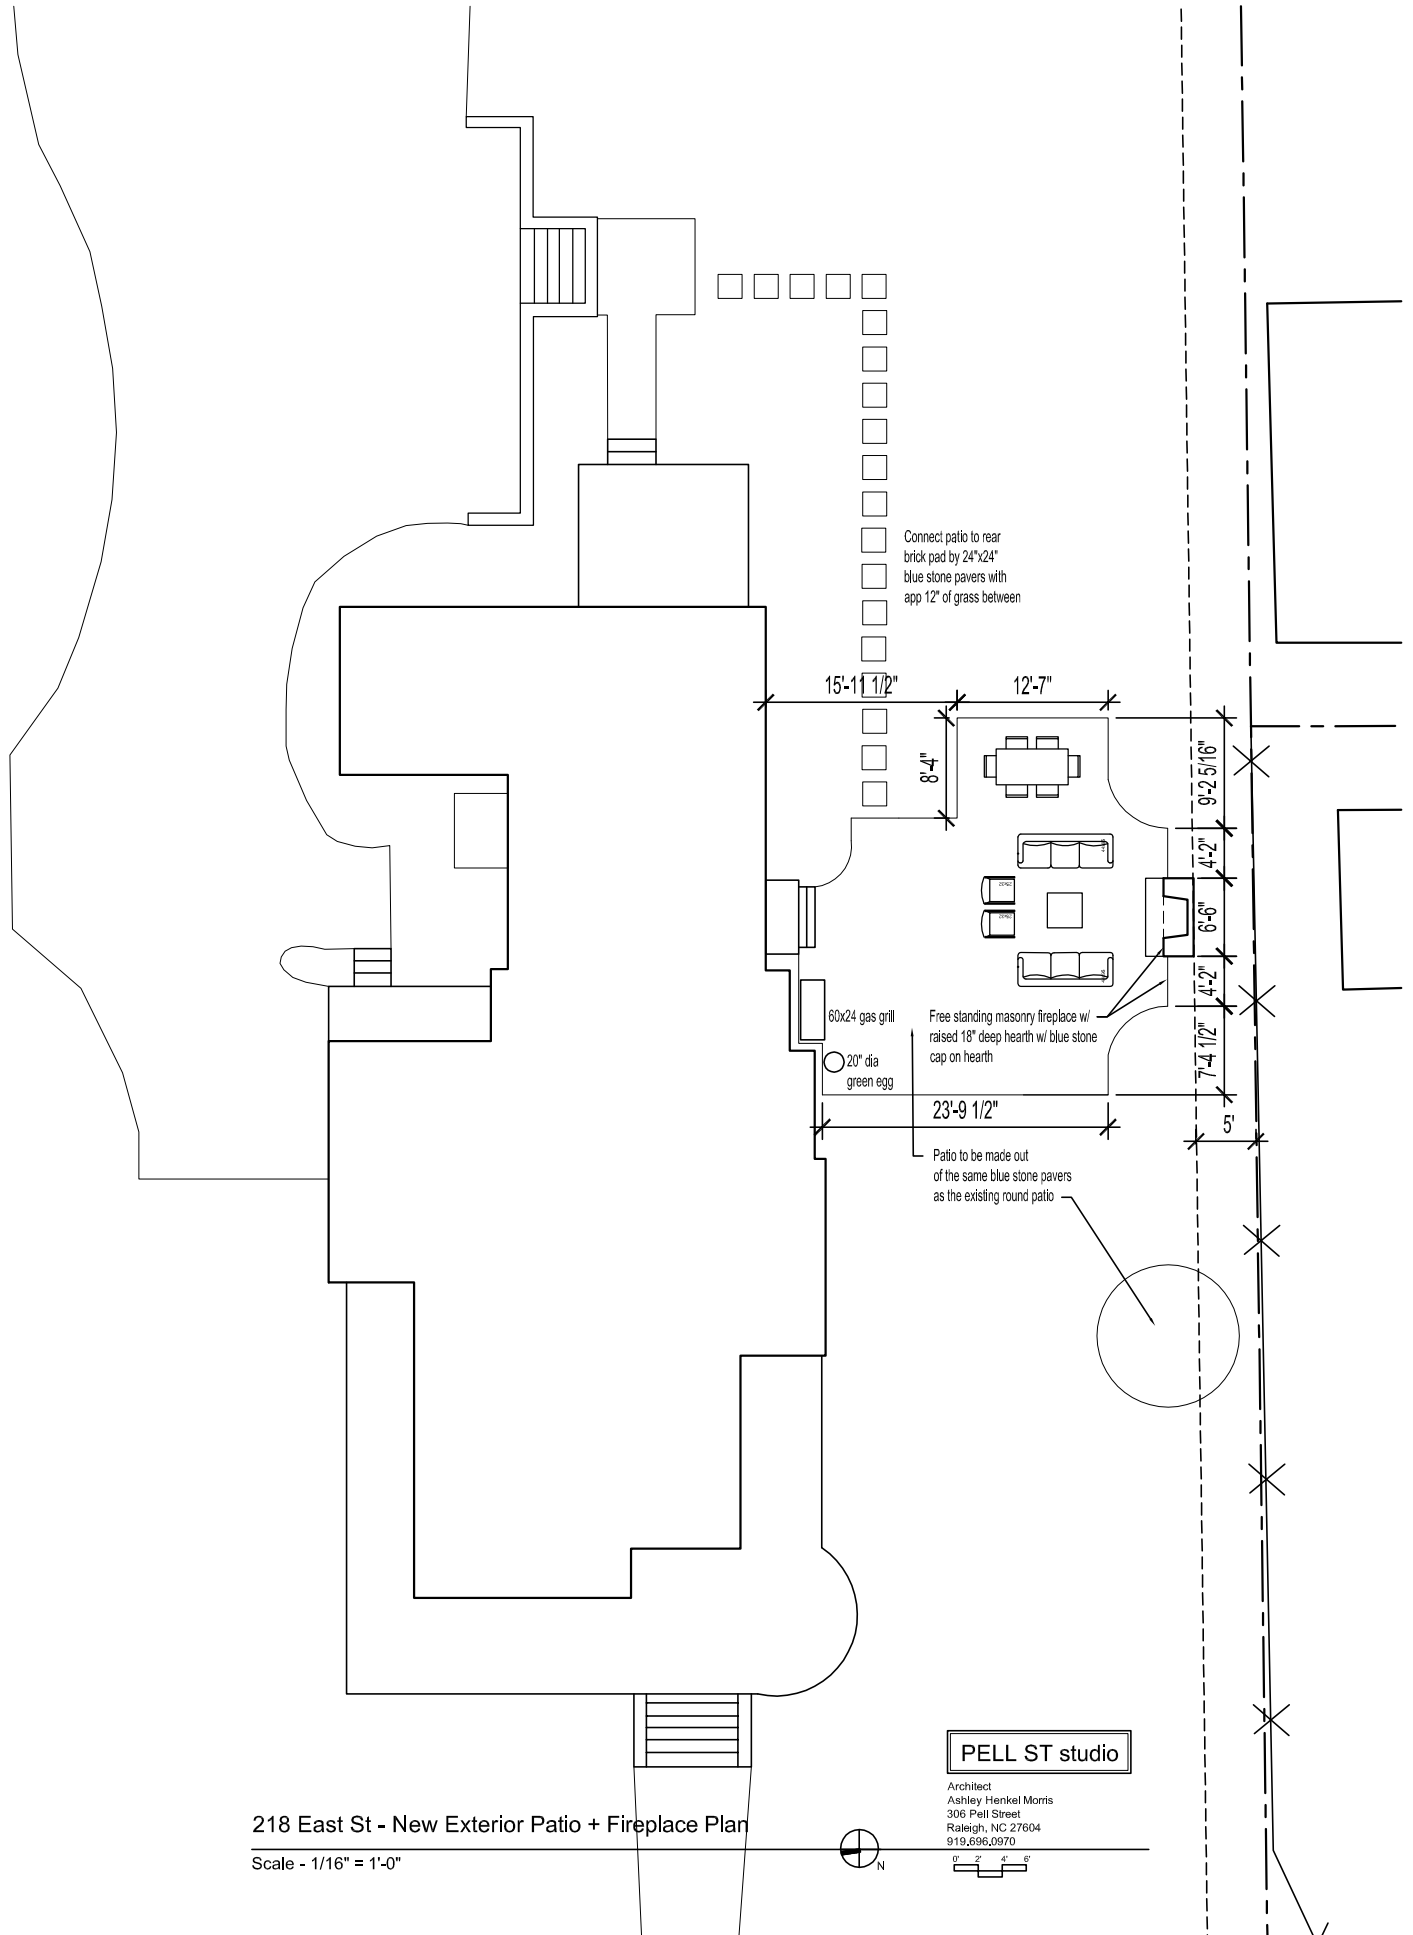 Connect patio to rear
brick pad by 24"x24"
blue stone pavers with
app 12" of grass between
15'-11 1/2"
12'-7"
8'-4"
9'-2 5/16"
4'-2"
6'-6"
4'-2"
7'-4 1/2"
60x24 gas grill
20" dia
green egg
Free standing masonry fireplace w/
raised 18" deep hearth w/ blue stone
cap on hearth
23'-9 1/2"
5'
Patio to be made out
of the same blue stone pavers
as the existing round patio
PELL ST studio
Architect
Ashley Henkel Morris
306 Pell Street
Raleigh, NC 27604
919.696.0970
0' 2' 4' 6'
N
218 East St - New Exterior Patio + Fireplace Plan
Scale - 1/16" = 1'-0"